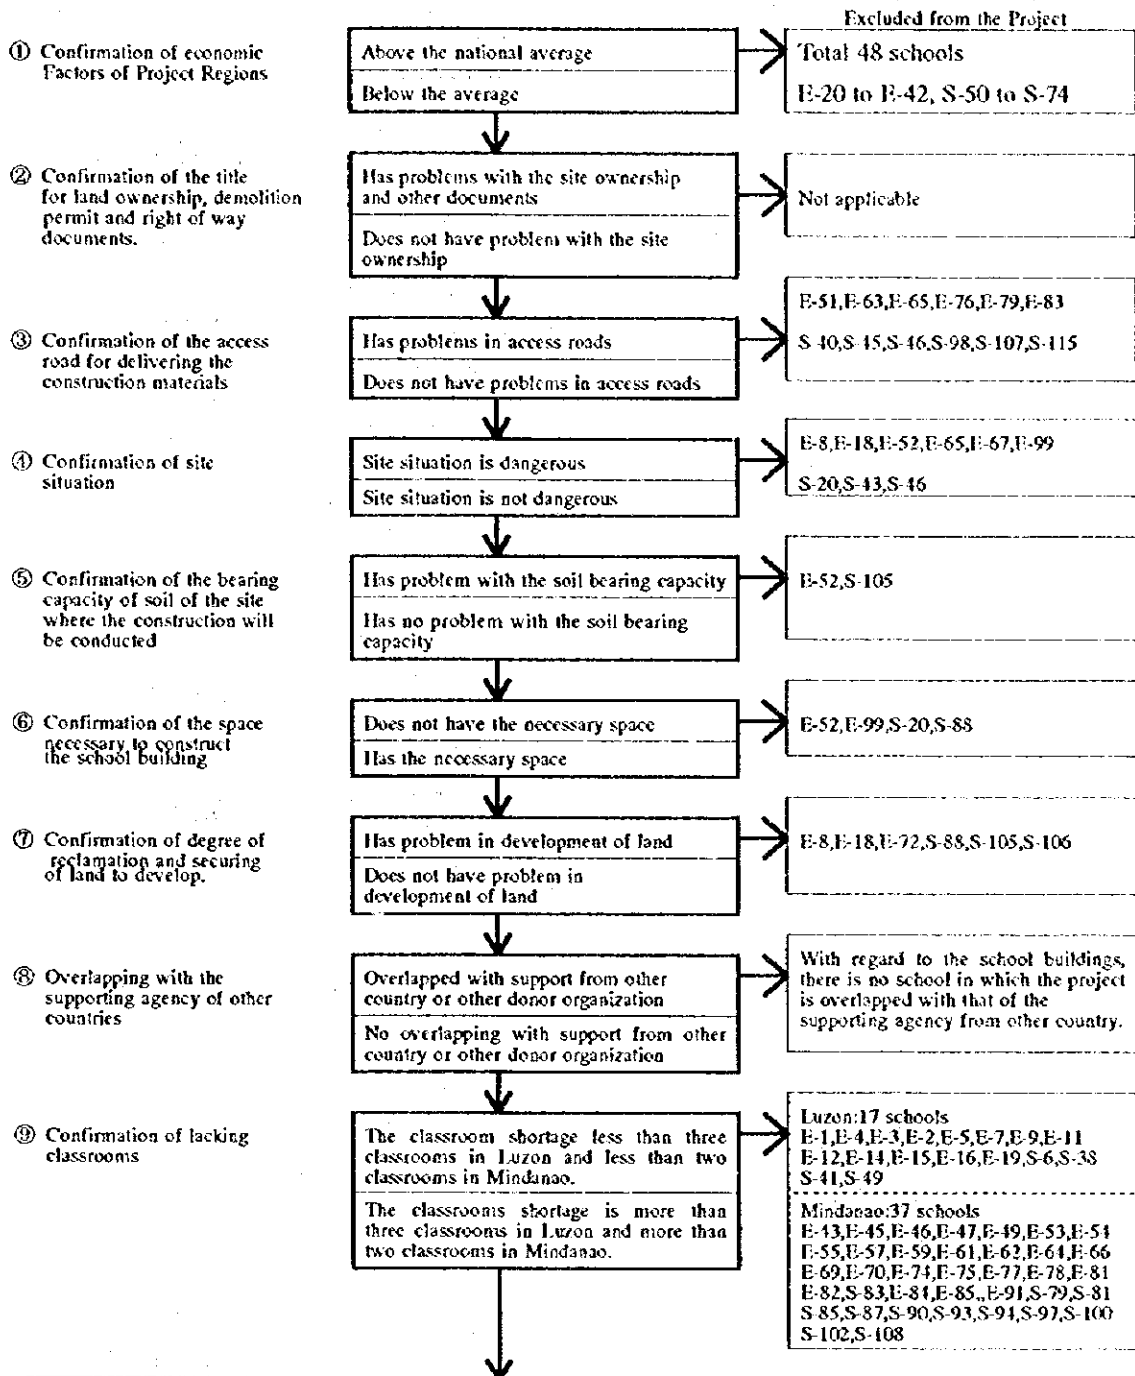 Excluded from the Project
① Confirmation of economic
Factors of Project Regions
Above the national average
Below the average
Total 48 schools
E-20 to E-42, S-50 to S-74
② Confirmation of the title
for land ownership, demolition
permit and right of way
documents.
Has problems with the site ownership
and other documents
Does not have problem with the site
ownership
Not applicable
③ Confirmation of the access
road for delivering the
construction materials
Has problems in access roads
Does not have problems in access roads
E-51,E-63,E-65,E-76,E-79,E-83
S-40,S-45,S-46,S-98,S-107,S-115
④ Confirmation of site
situation
Site situation is dangerous
Site situation is not dangerous
E-8,E-18,E-52,E-65,E-67,E-99
S-20,S-43,S-46
⑤ Confirmation of the bearing
capacity of soil of the site
where the construction will
be conducted
Has problem with the soil bearing capacity
Has no problem with the soil bearing
capacity
E-52,S-105
⑥ Confirmation of the space
necessary to construct
the school building
Does not have the necessary space
Has the necessary space
E-52,E-99,S-20,S-88
⑦ Confirmation of degree of
reclamation and securing
of land to develop.
Has problem in development of land
Does not have problem in
development of land
E-8,E-18,E-72,S-88,S-105,S-106
⑧ Overlapping with the
supporting agency of other
countries
Overlapped with support from other
country or other donor organization
No overlapping with support from other
country or other donor organization
With regard to the school buildings,
there is no school in which the project
is overlapped with that of the
supporting agency from other country.
⑨ Confirmation of lacking
classrooms
The classroom shortage less than three
classrooms in Luzon and less than two
classrooms in Mindanao.
The classrooms shortage is more than
three classrooms in Luzon and more than
two classrooms in Mindanao.
Luzon:17 schools
E-1,E-4,E-3,E-2,E-5,E-7,E-9,E-11
E-12,E-14,E-15,E-16,E-19,S-6,S-38
S-41,S-49
Mindanao:37 schools
E-43,E-45,E-46,E-47,E-49,E-53,E-54
E-55,E-57,E-59,E-61,E-62,E-64,E-66
E-69,E-70,E-74,E-75,E-77,E-78,E-81
E-82,S-83,E-84,E-85,,E-91,S-79,S-81
S-85,S-87,S-90,S-93,S-94,S-97,S-100
S-102,S-108